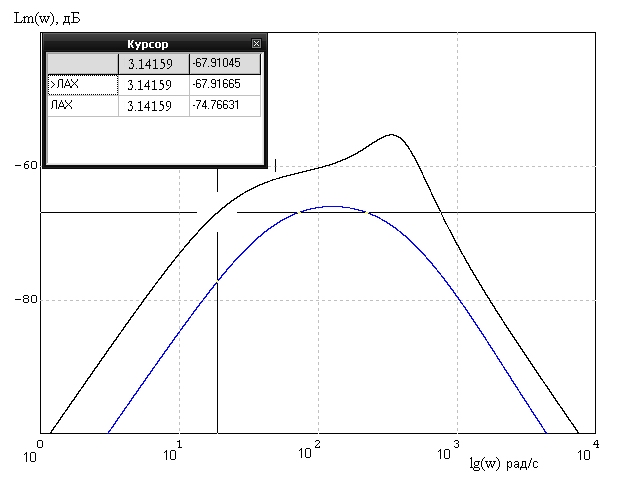 Lm(w), дБ
Курсор
3.14159 -67.91045
>ЛАХ 3.14159 -67.91665
ЛАХ 3.14159 -74.76631
-60
-80
10 0 10 1 10 2 10 3 10 4
lg(w) рад/с